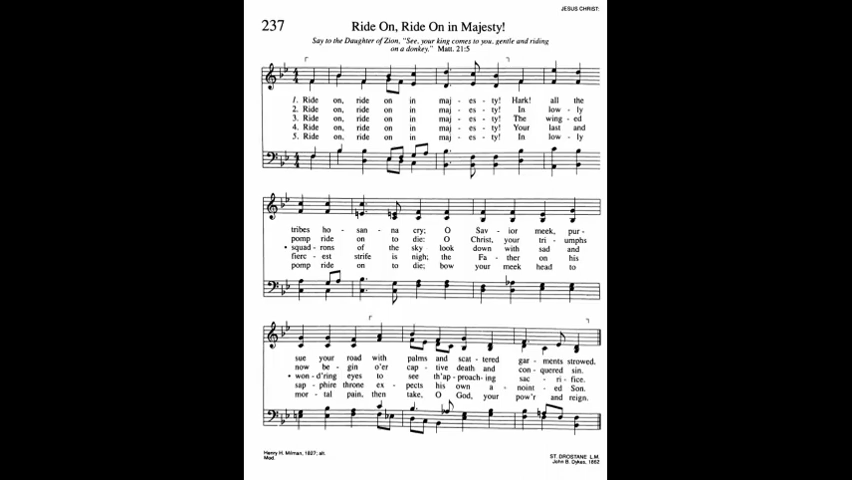 JESUS CHRIST:
237 Ride On, Ride On in Majesty!
Say to the Daughter of Zion, "See, your king comes to you, gentle and riding
on a donkey." Matt. 21:5
1. Ride on, ride on in maj - es - ty! Hark! all the
2. Ride on, ride on in maj - es - ty! In low - ly
3. Ride on, ride on in maj - es - ty! The wing - ed
4. Ride on, ride on in maj - es - ty! Your last and
5. Ride on, ride on in maj - es - ty! In low - ly
tribes ho - san - na cry; O Sav - ior meek, pur -
pomp ride on to die: O Christ, your tri - umphs
• squad - rons of the sky look down with sad and
fierc - est strife is nigh; the Fa - ther on his
pomp ride on to die; bow your meek head to
sue your road with palms and scat - tered gar - ments strowed.
now be - gin o'er cap - tive death and con - quered sin.
• won - d'ring eyes to see th'ap - proach - ing sac - ri - fice.
sap - phire throne ex - pects his own a - noint - ed Son.
mor - tal pain, then take, O God, your pow'r and reign.
Henry H. Milman, 1827; alt.
Mod.
ST. DROSTANE L.M.
John B. Dykes, 1862